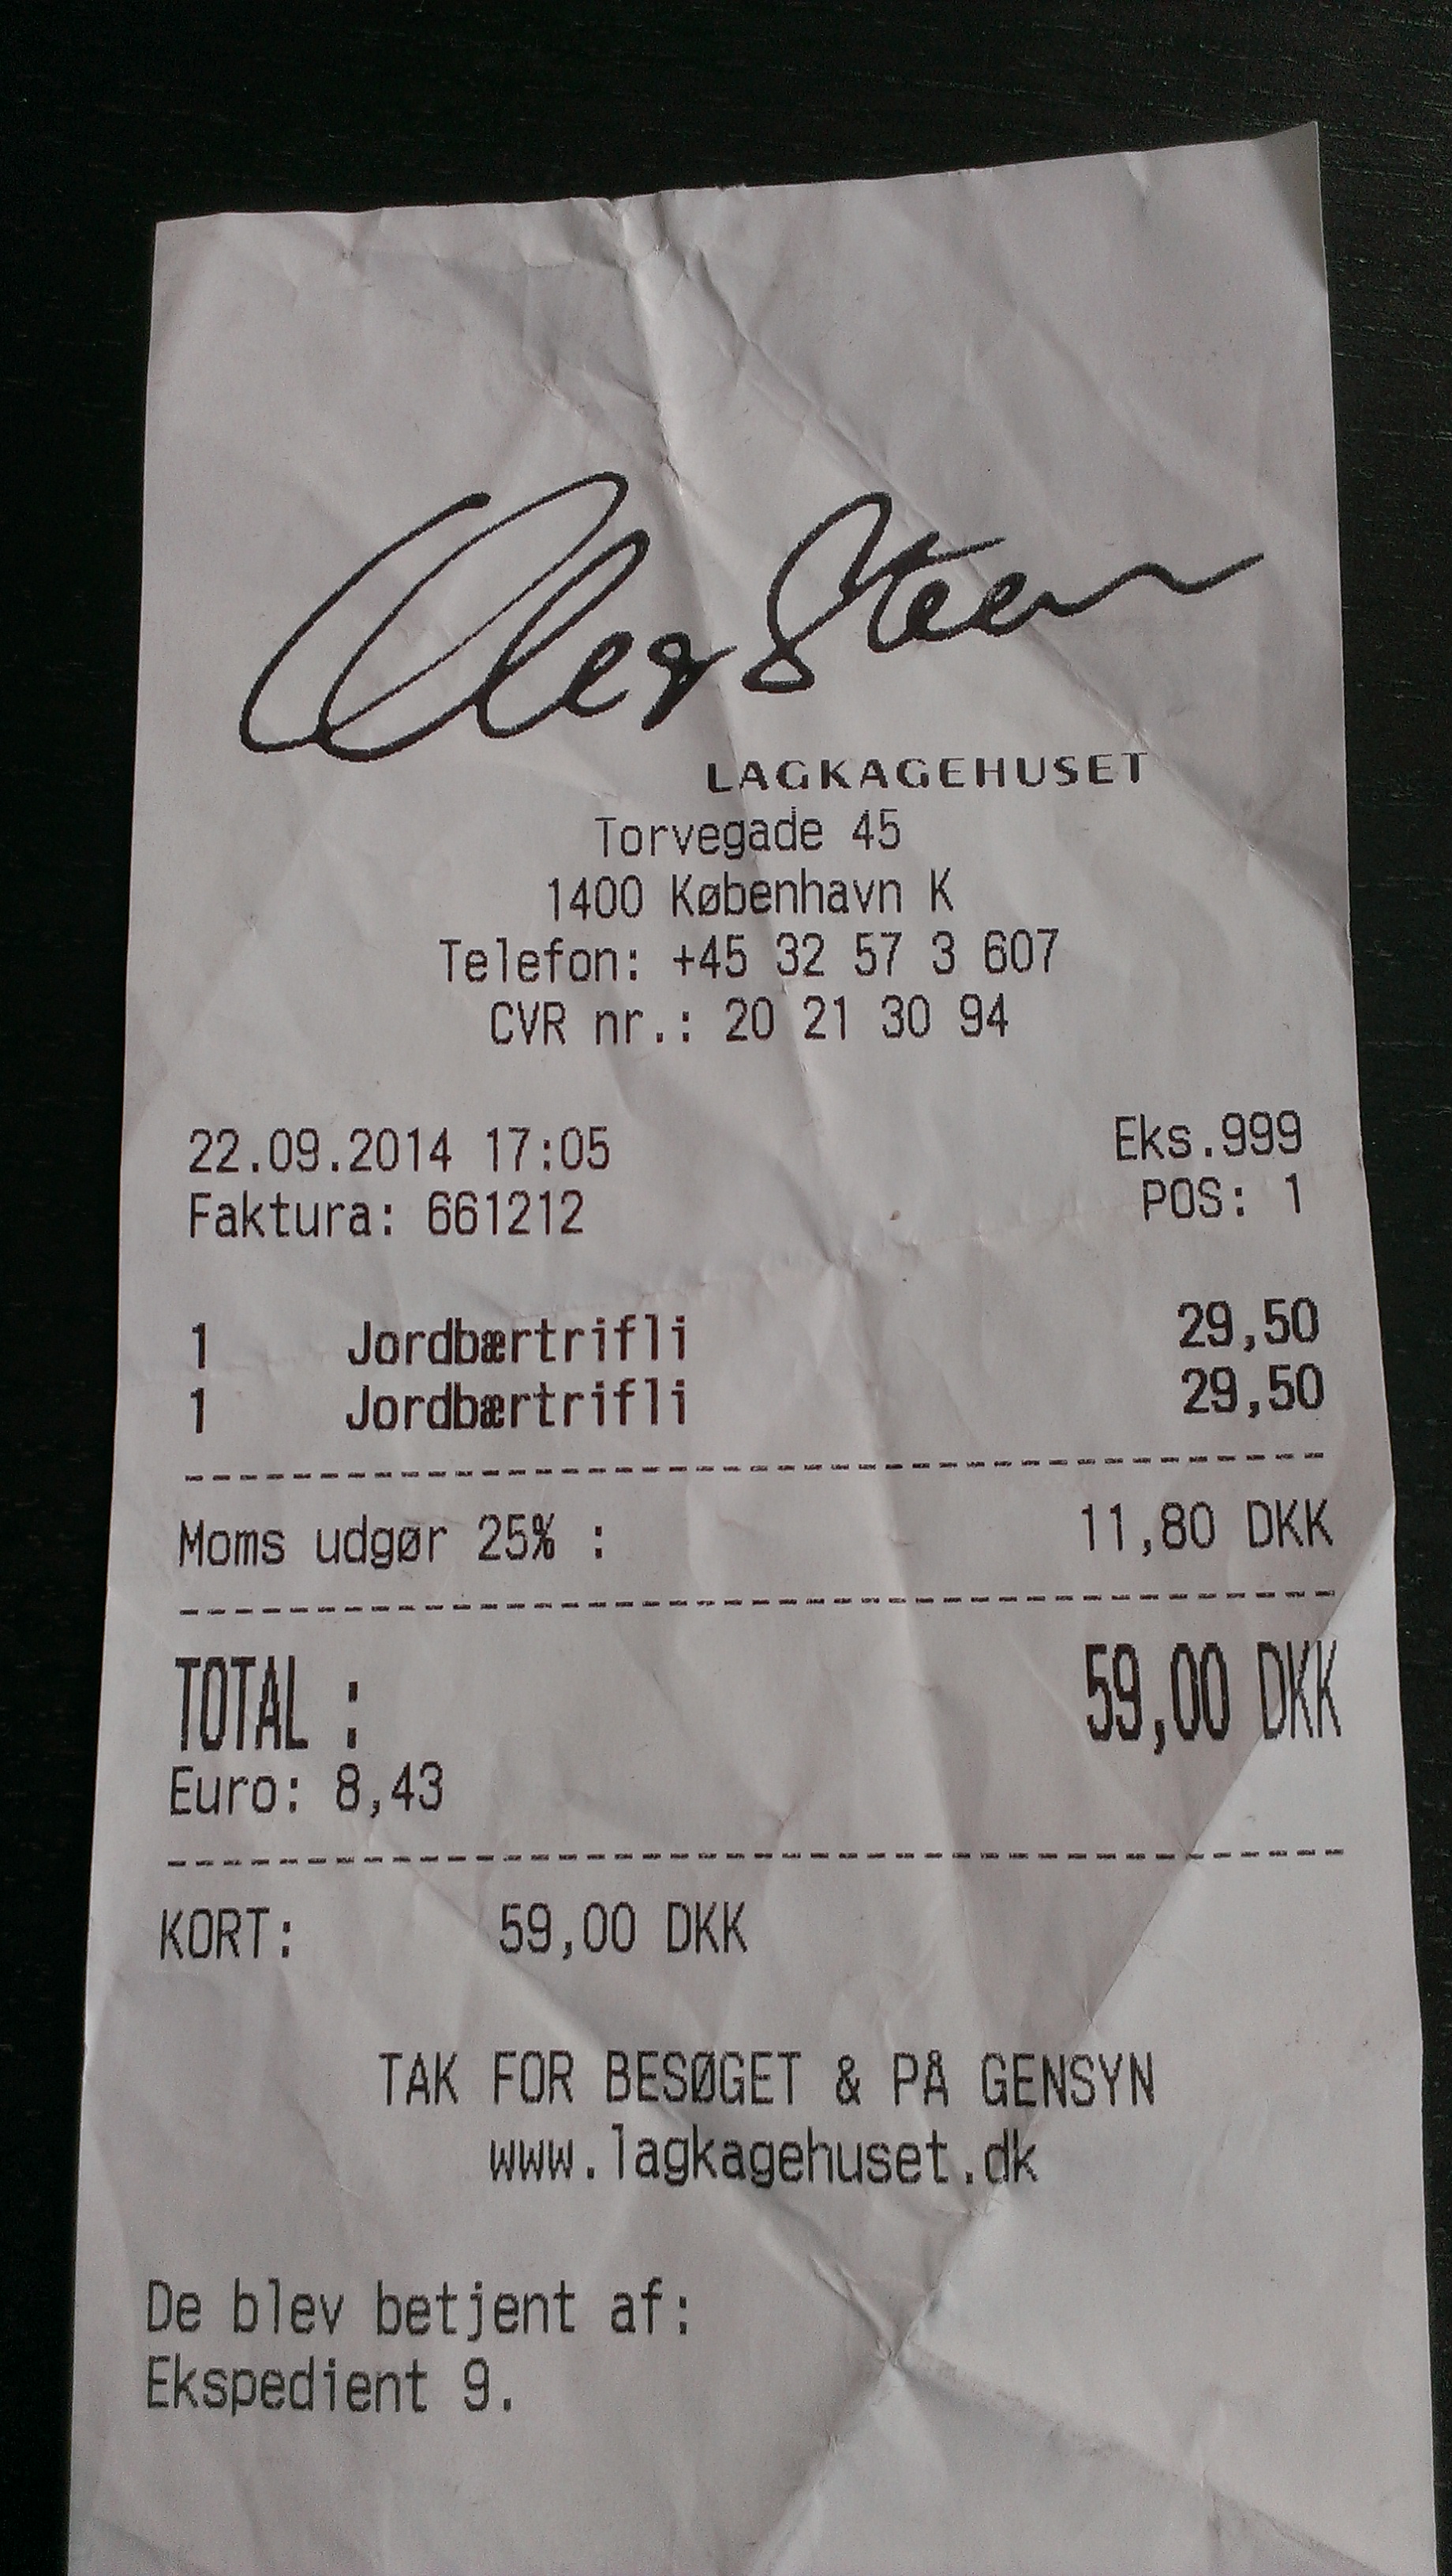 Ole & Steen
LAGKAGEHUSET
Torvegade 45
1400 København K
Telefon: +45 32 57 3 607
CVR nr.: 20 21 30 94
22.09.2014 17:05 Eks.999
Faktura: 661212 POS: 1
1 Jordbærtrifli 29,50
1 Jordbærtrifli 29,50
Moms udgør 25% : 11,80 DKK
TOTAL : 59,00 DKK
Euro: 8,43
KORT: 59,00 DKK
TAK FOR BESØGET & PÅ GENSYN
www.lagkagehuset.dk
De blev betjent af:
Ekspedient 9.